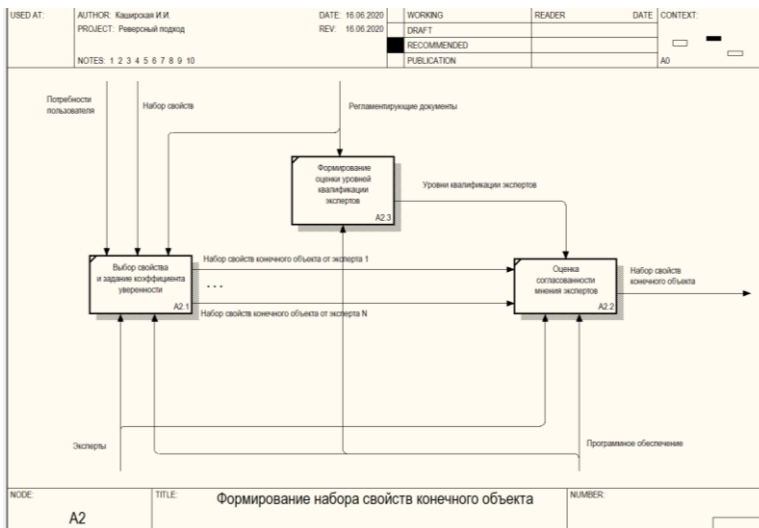 USED AT:
AUTHOR: Каширская И.И.
DATE: 16.06.2020
PROJECT: Реверсный подход
REV: 16.06.2020
NOTES: 1 2 3 4 5 6 7 8 9 10
WORKING
DRAFT
RECOMMENDED
PUBLICATION
READER
DATE
CONTEXT:
A0
Потребности
пользователя
Набор свойств
Регламентирующие документы
Формирование
оценки уровней
квалификации
экспертов
A2.3
Уровни квалификации экспертов
Выбор свойства
и задание коэффициента
уверенности
A2.1
Набор свойств конечного объекта от эксперта 1
...
Набор свойств конечного объекта от эксперта N
Оценка
согласованности
мнения экспертов
A2.2
Набор свойств
конечного объекта
Эксперты
Программное обеспечение
NODE:
A2
TITLE:
Формирование набора свойств конечного объекта
NUMBER: